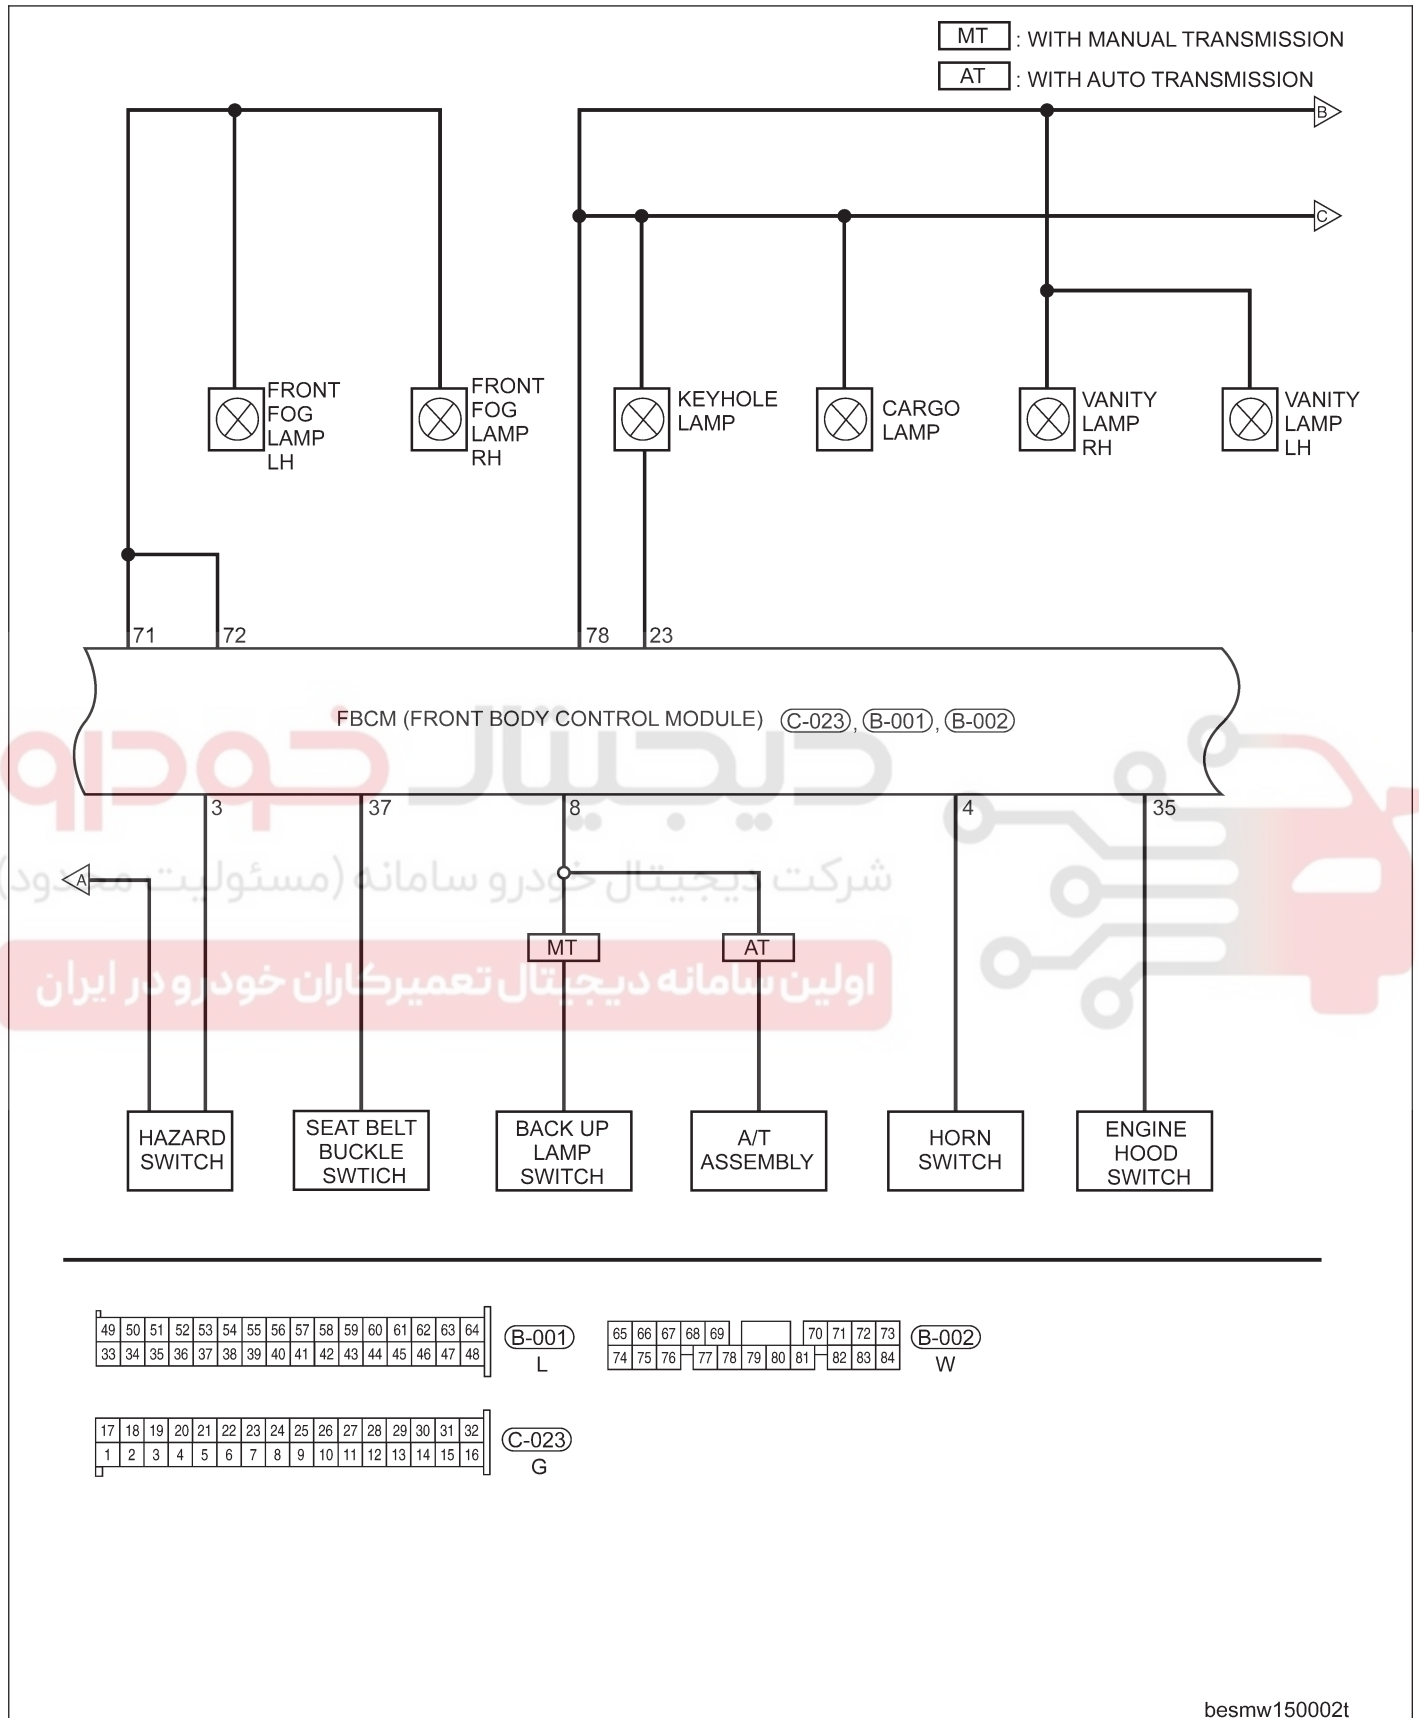 MT : WITH MANUAL TRANSMISSION
AT : WITH AUTO TRANSMISSION
B
C
FRONT
FOG
LAMP
LH
FRONT
FOG
LAMP
RH
KEYHOLE
LAMP
CARGO
LAMP
VANITY
LAMP
RH
VANITY
LAMP
LH
71 72 78 23
FBCM (FRONT BODY CONTROL MODULE) C-023, B-001, B-002
دیجیتال خودرو
3 37 8 4 35
A
شرکت دیجیتال خودرو سامانه (مسئولیت محدود)
MT AT
اولین سامانه دیجیتال تعمیرکاران خودرو در ایران
HAZARD
SWITCH
SEAT BELT
BUCKLE
SWTICH
BACK UP
LAMP
SWITCH
A/T
ASSEMBLY
HORN
SWITCH
ENGINE
HOOD
SWITCH
49 50 51 52 53 54 55 56 57 58 59 60 61 62 63 64
33 34 35 36 37 38 39 40 41 42 43 44 45 46 47 48
B-001
L
65 66 67 68 69 70 71 72 73
74 75 76 77 78 79 80 81 82 83 84
B-002
W
17 18 19 20 21 22 23 24 25 26 27 28 29 30 31 32
1 2 3 4 5 6 7 8 9 10 11 12 13 14 15 16
C-023
G
besmw150002t